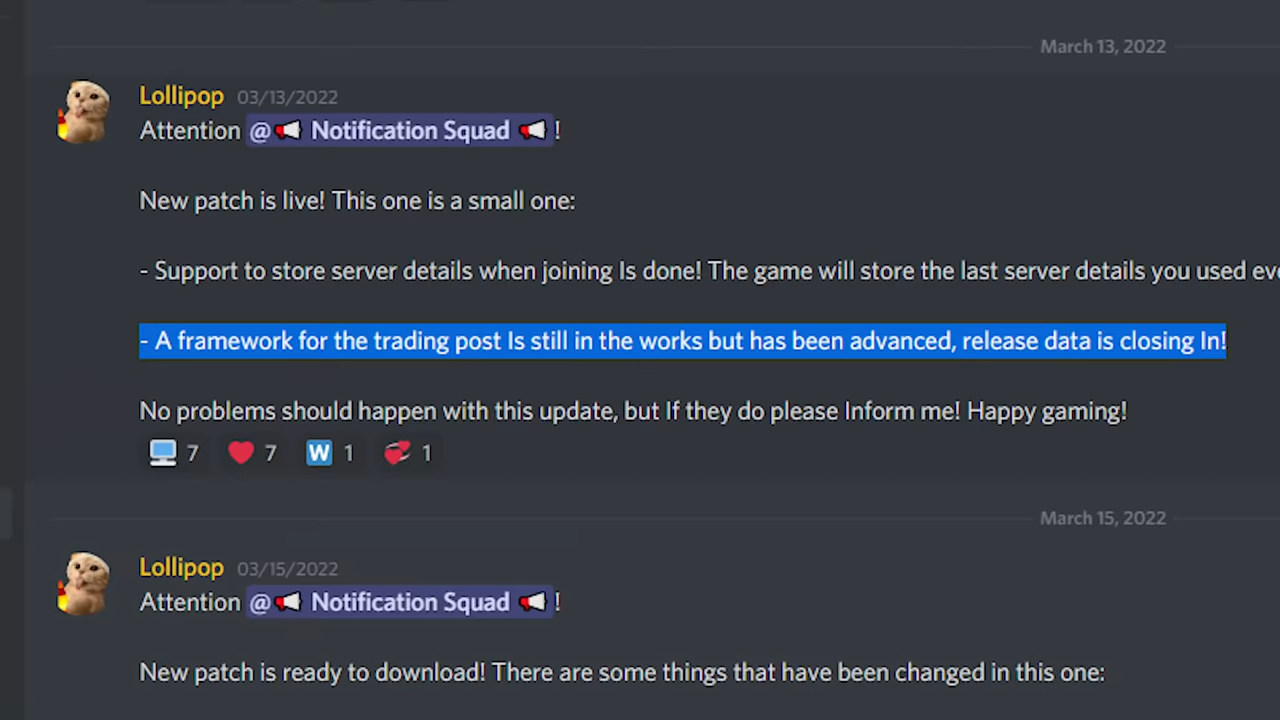 March 13, 2022
Lollipop 03/13/2022
Attention @📢 Notification Squad 📢 !
New patch is live! This one is a small one:
- Support to store server details when joining Is done! The game will store the last server details you used
- A framework for the trading post Is still in the works but has been advanced, release data is closing In!
No problems should happen with this update, but If they do please Inform me! Happy gaming!
7 7 W 1 1
March 15, 2022
Lollipop 03/15/2022
Attention @📢 Notification Squad 📢 !
New patch is ready to download! There are some things that have been changed in this one: